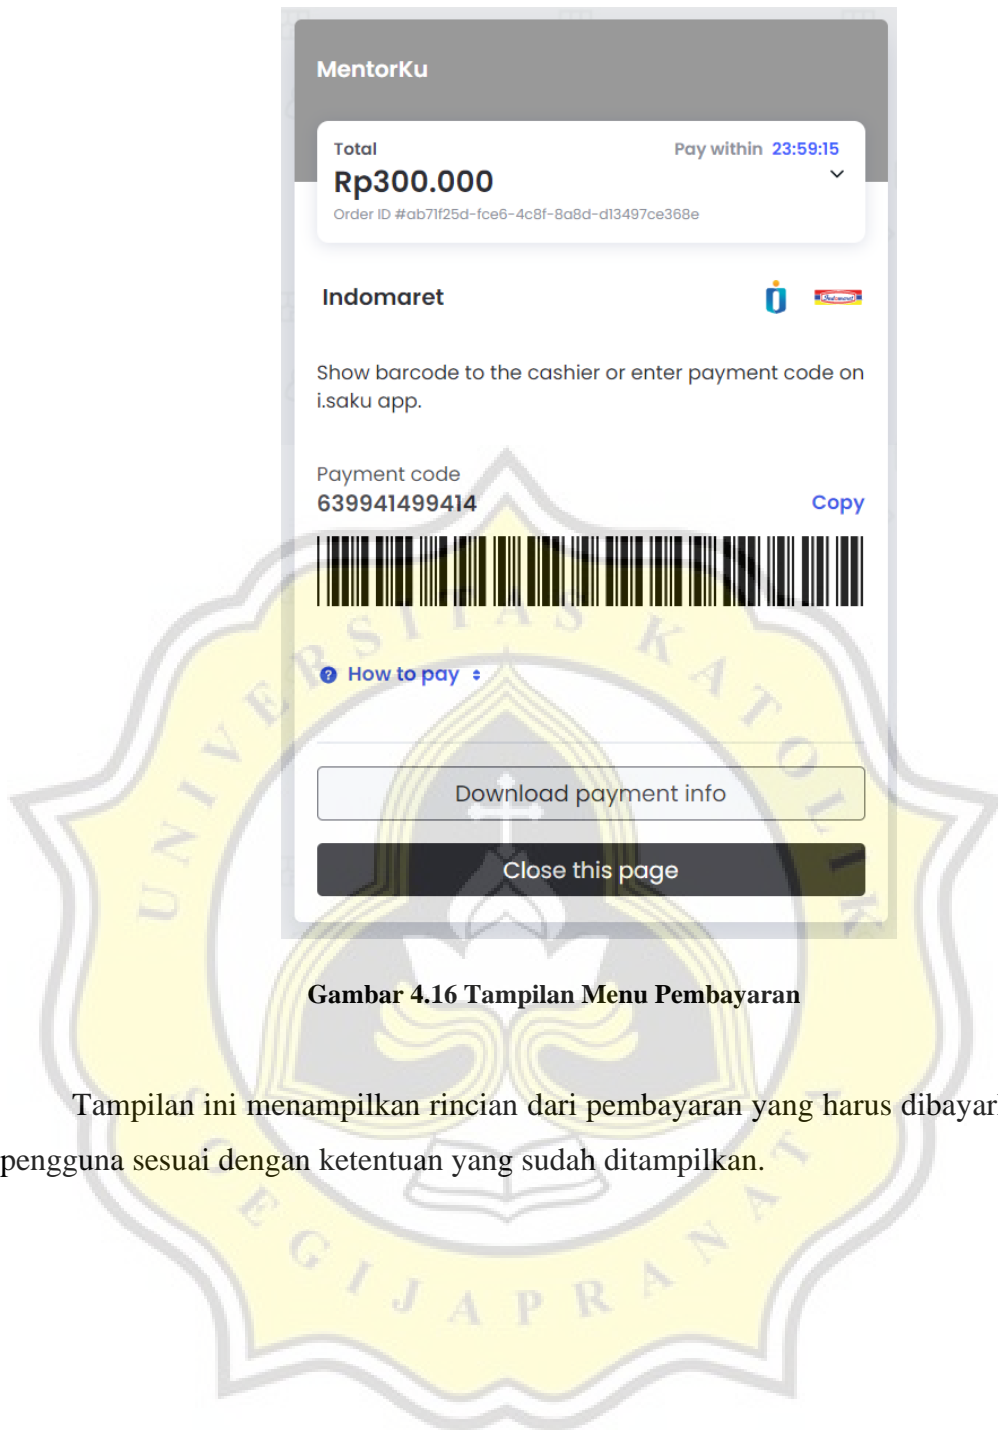 MentorKu
Total
Pay within 23:59:15
Rp300.000
Order ID #ab71f25d-fce6-4c8f-8a8d-d13497ce368e
Indomaret
Indomaret
Show barcode to the cashier or enter payment code on
i.saku app.
Payment code
639941499414
Copy
How to pay
Download payment info
Close this page
Gambar 4.16 Tampilan Menu Pembayaran
Tampilan ini menampilkan rincian dari pembayaran yang harus
pengguna sesuai dengan ketentuan yang sudah ditampilkan.
UNIVERSITAS KATOLIK
SOEGIJAPRANATA